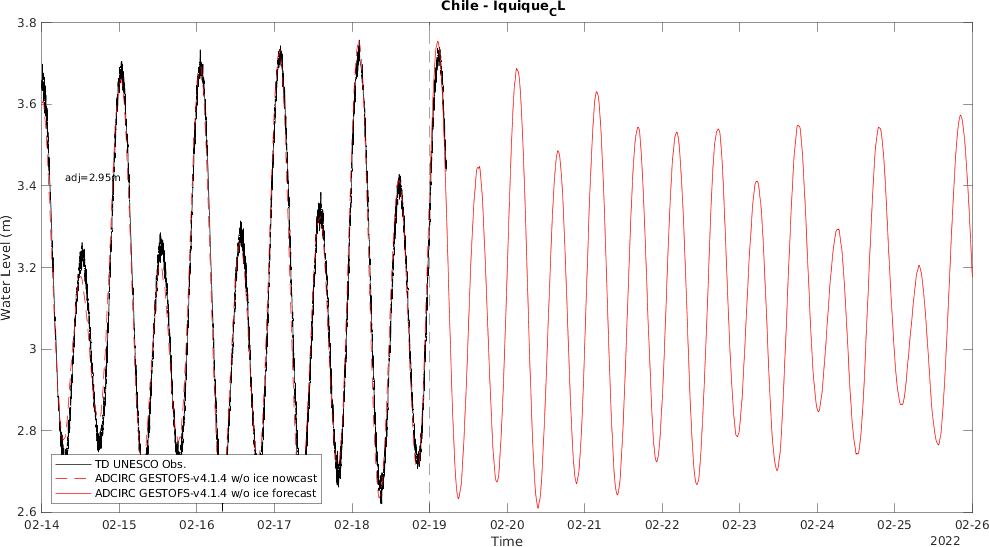 Chile - Iquique_CL
3.8
3.6
3.4
3.2
3
2.8
2.6
Water Level (m)
adj=2.95m
TD UNESCO Obs.
ADCIRC GESTOFS-v4.1.4 w/o ice nowcast
ADCIRC GESTOFS-v4.1.4 w/o ice forecast
02-14 02-15 02-16 02-17 02-18 02-19 02-20 02-21 02-22 02-23 02-24 02-25 02-26
Time
2022